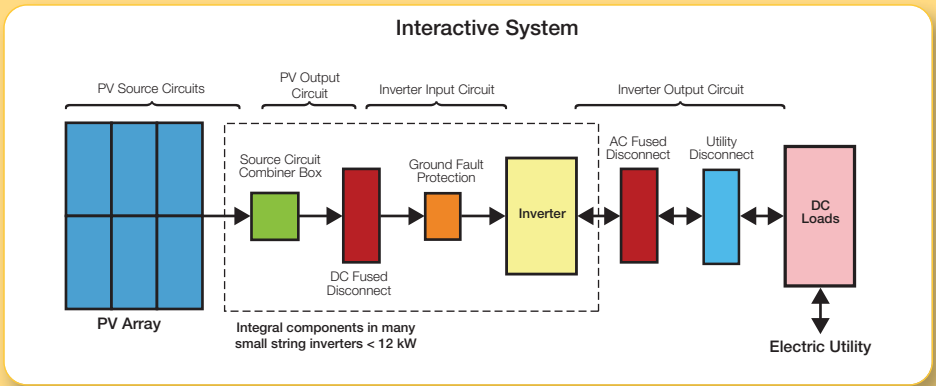 Interactive System
PV Source Circuits
PV Output
Circuit
Inverter Input Circuit
Inverter Output Circuit
Source Circuit
Combiner Box
Ground Fault
Protection
AC Fused
Disconnect
Utility
Disconnect
Inverter
DC
Loads
DC Fused
Disconnect
PV Array
Integral components in many
small string inverters < 12 kW
Electric Utility